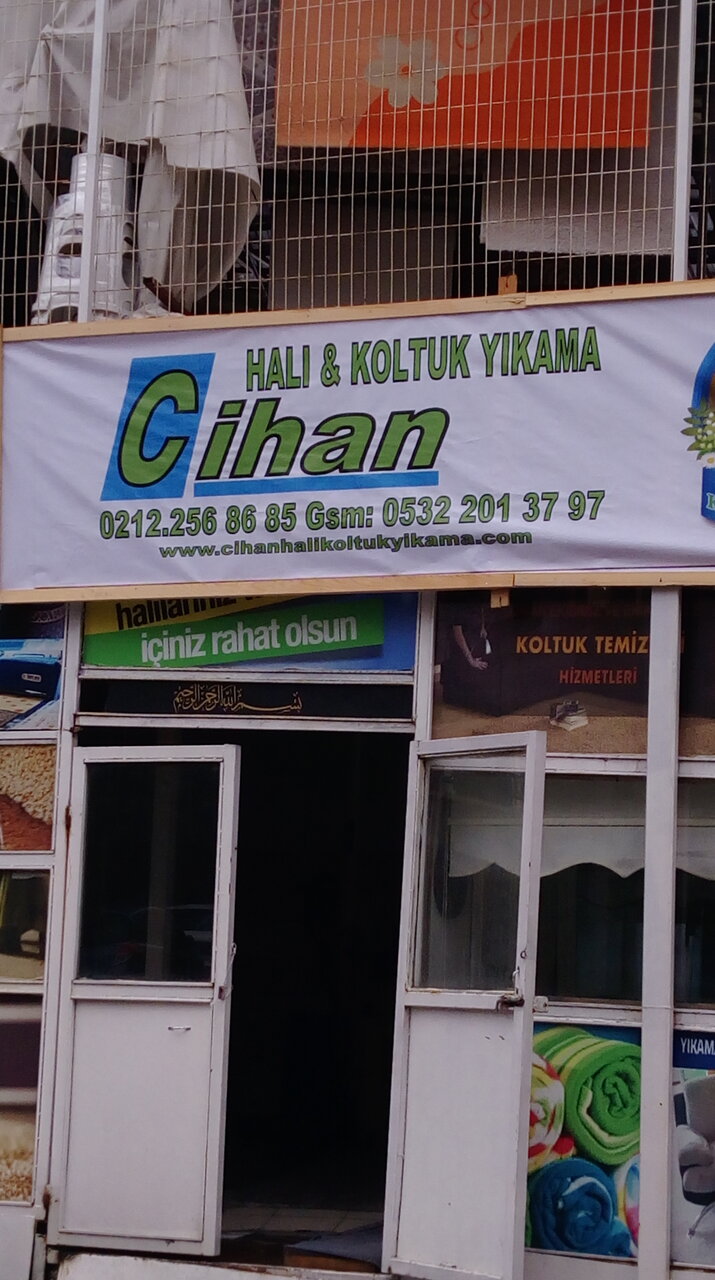 HALI & KOLTUK YIKAMA
Cihan
0212.256 86 85 Gsm: 0532 201 37 97
www.cihanhalikoltukyikama.com
içiniz rahat olsun
بسم الله الرحمن الرحيم
KOLTUK
HİZMETLERİ